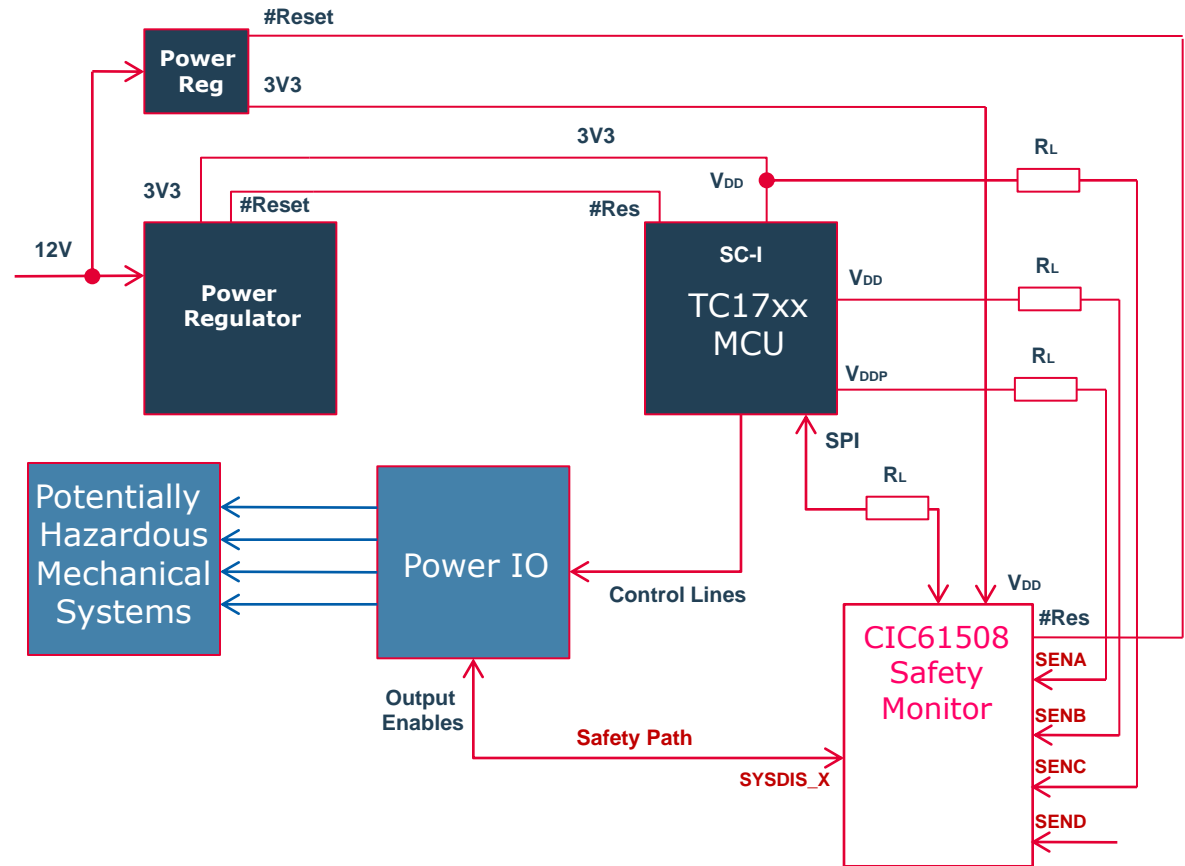 #Reset
Power
Reg
3V3
3V3
RL
VDD
3V3
#Reset
#Res
12V
SC-I
VDD
RL
Power
Regulator
TC17xx
MCU
RL
VDDP
SPI
RL
Potentially
Hazardous
Mechanical
Systems
Power IO
Control Lines
VDD
#Res
CIC61508
Safety
Monitor
SENA
Output
Enables
SENB
Safety Path
SENC
SYSDIS_X
SEND